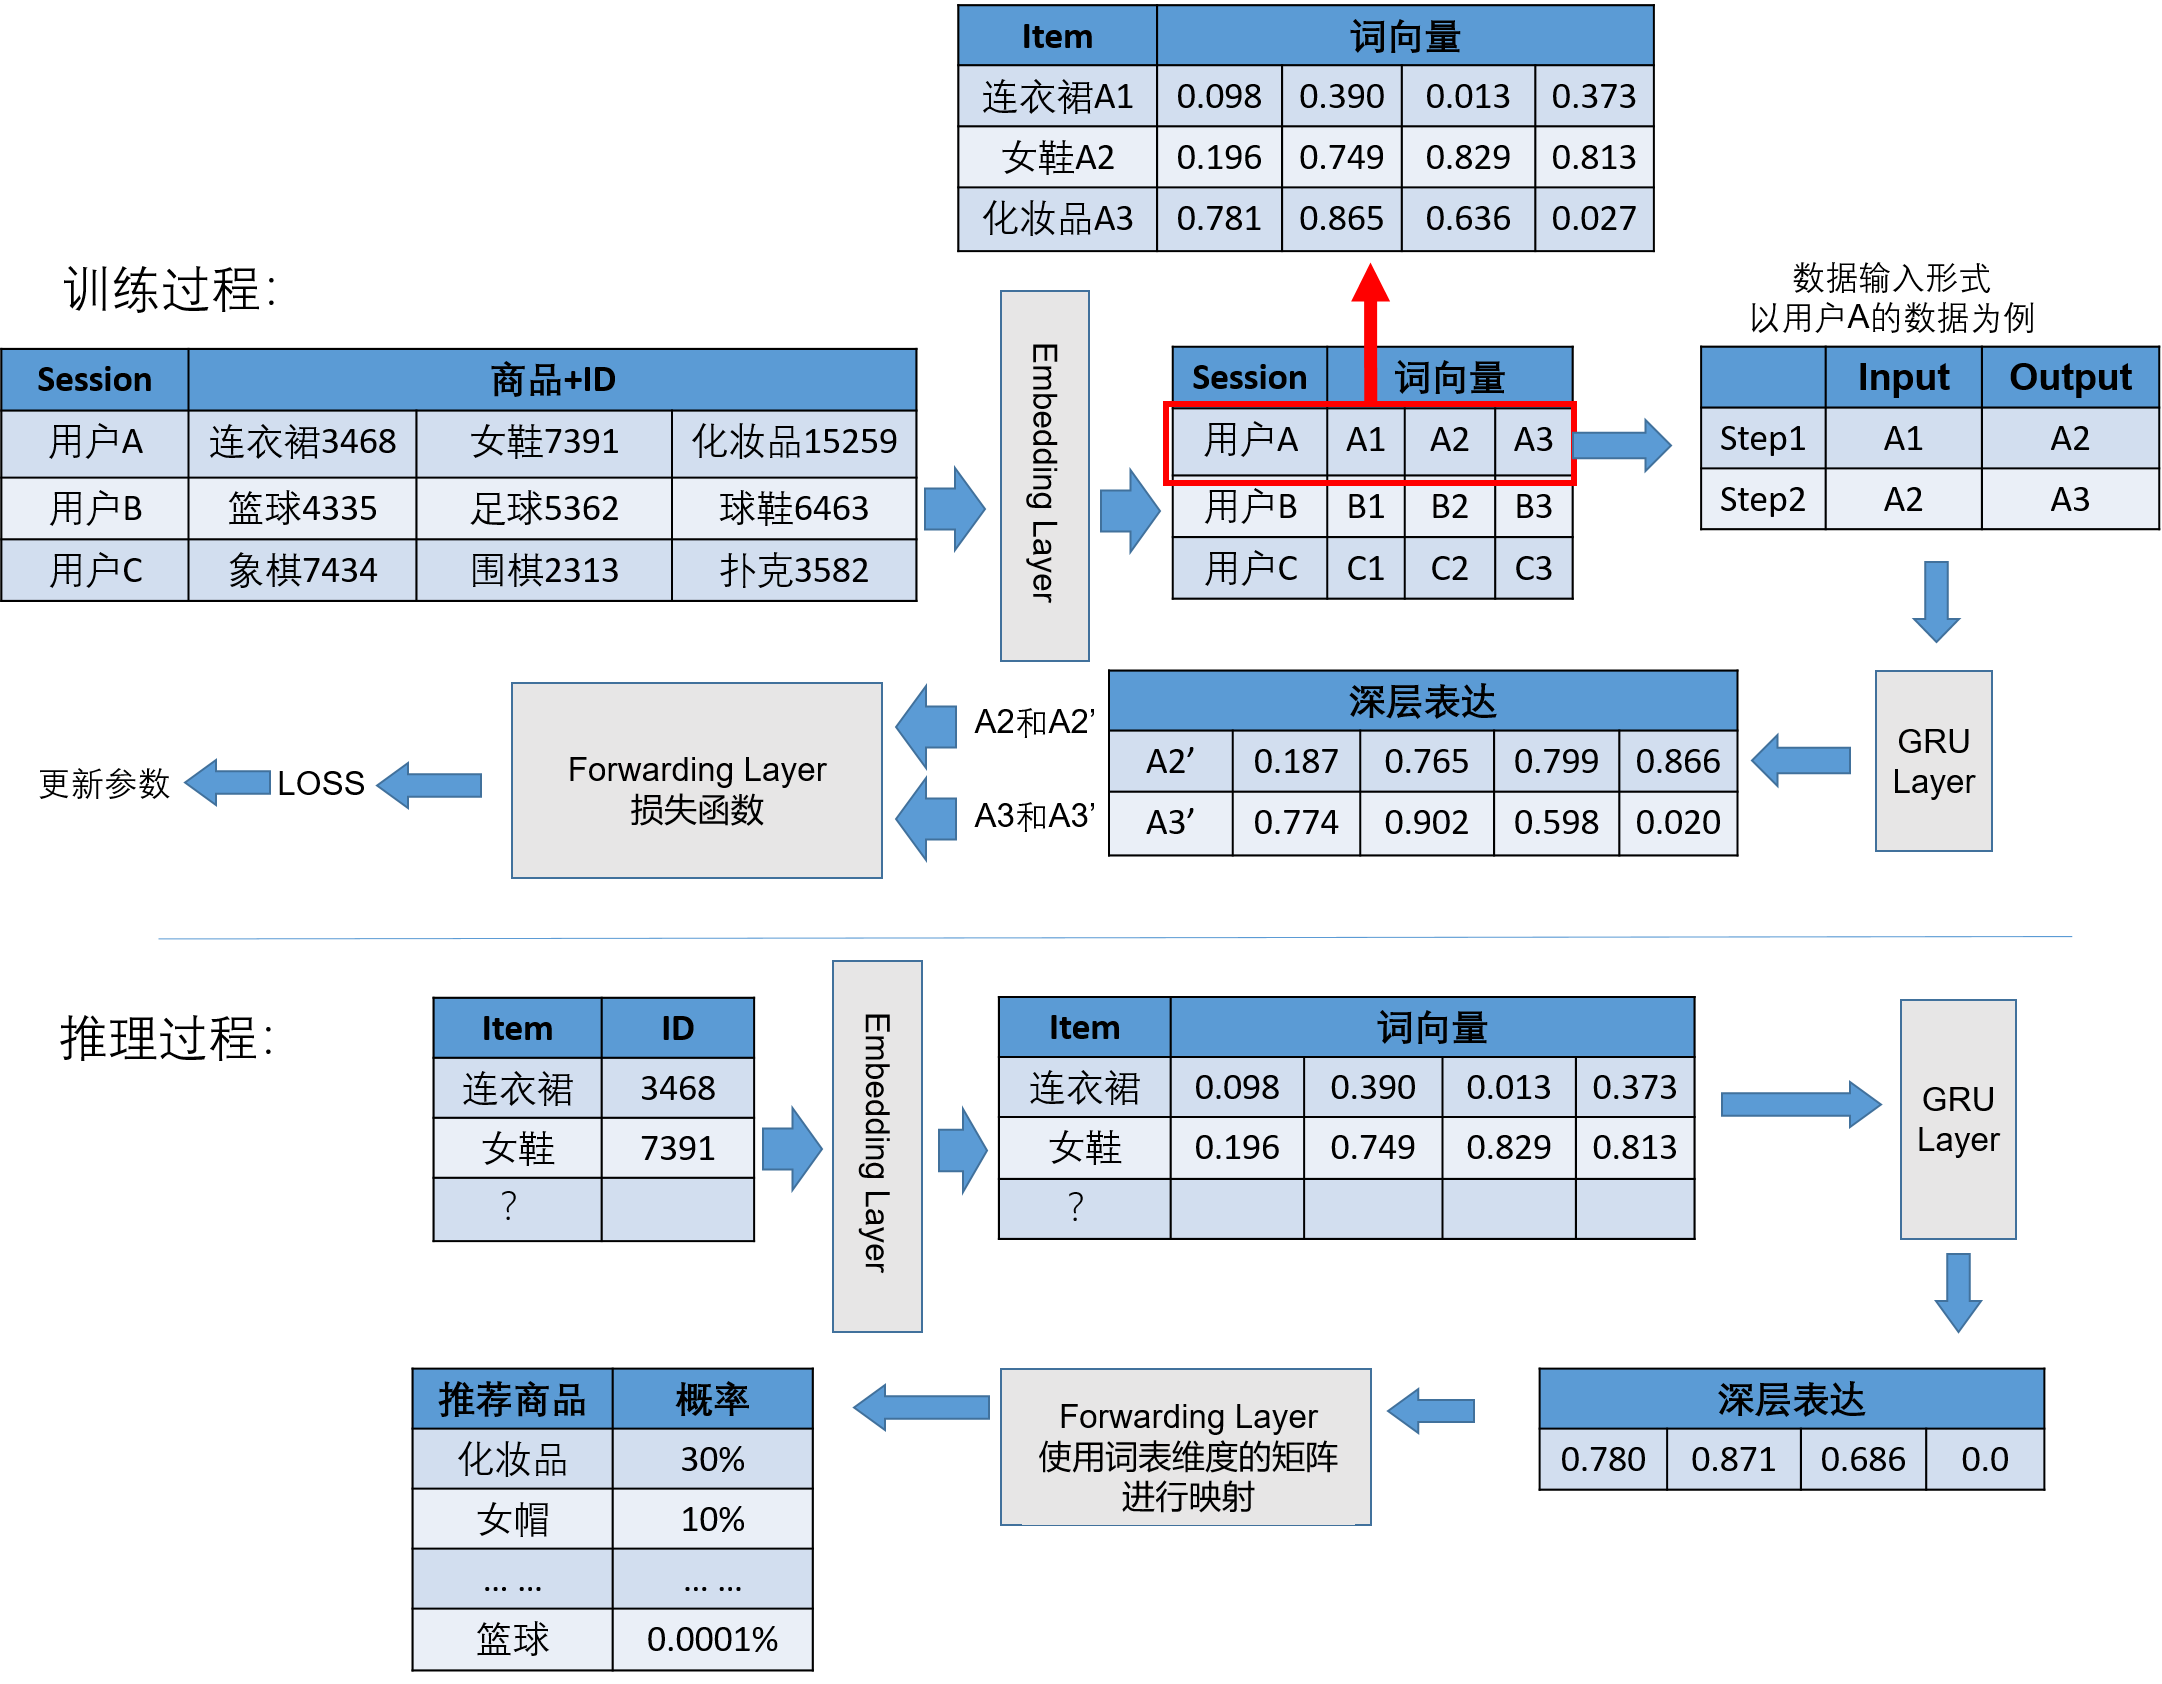 Item 词向量
连衣裙A1 0.098 0.390 0.013 0.373
女鞋A2 0.196 0.749 0.829 0.813
化妆品A3 0.781 0.865 0.636 0.027
训练过程：
Session 商品+ID
用户A 连衣裙3468 女鞋7391 化妆品15259
用户B 篮球4335 足球5362 球鞋6463
用户C 象棋7434 围棋2313 扑克3582
Embedding Layer
Session 词向量
用户A A1 A2 A3
用户B B1 B2 B3
用户C C1 C2 C3
数据输入形式
以用户A的数据为例
Input Output
Step1 A1 A2
Step2 A2 A3
GRU
Layer
深层表达
A2’ 0.187 0.765 0.799 0.866
A3’ 0.774 0.902 0.598 0.020
A2和A2’
A3和A3’
Forwarding Layer
损失函数
LOSS
更新参数
推理过程：
Item ID
连衣裙 3468
女鞋 7391
？
Embedding Layer
Item 词向量
连衣裙 0.098 0.390 0.013 0.373
女鞋 0.196 0.749 0.829 0.813
？
GRU
Layer
深层表达
0.780 0.871 0.686 0.0
Forwarding Layer
使用词表维度的矩阵
进行映射
推荐商品 概率
化妆品 30%
女帽 10%
... ... ... ...
篮球 0.0001%